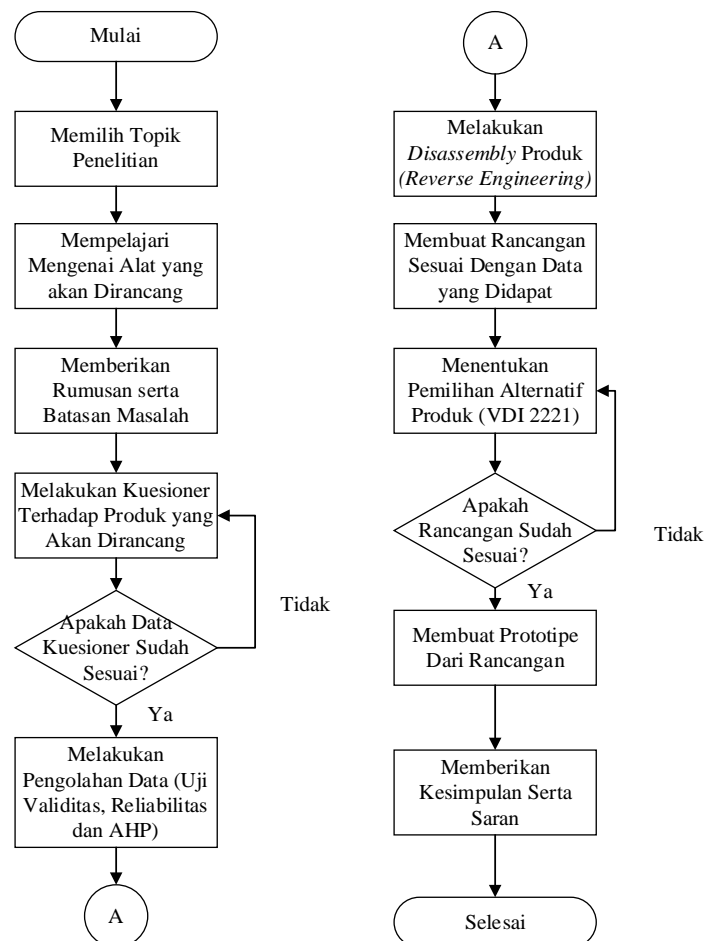 Mulai
Memilih Topik
Penelitian
Mempelajari
Mengenai Alat yang
akan Dirancang
Memberikan
Rumusan serta
Batasan Masalah
Melakukan Kuesioner
Terhadap Produk yang
Akan Dirancang
Apakah Data
Kuesioner Sudah
Sesuai?
Tidak
Ya
Melakukan
Pengolahan Data (Uji
Validitas, Reliabilitas
dan AHP)
A
A
Melakukan
Disassembly Produk
(Reverse Engineering)
Membuat Rancangan
Sesuai Dengan Data
yang Didapat
Menentukan
Pemilihan Alternatif
Produk (VDI 2221)
Apakah
Rancangan Sudah
Sesuai?
Tidak
Ya
Membuat Prototipe
Dari Rancangan
Memberikan
Kesimpulan Serta
Saran
Selesai